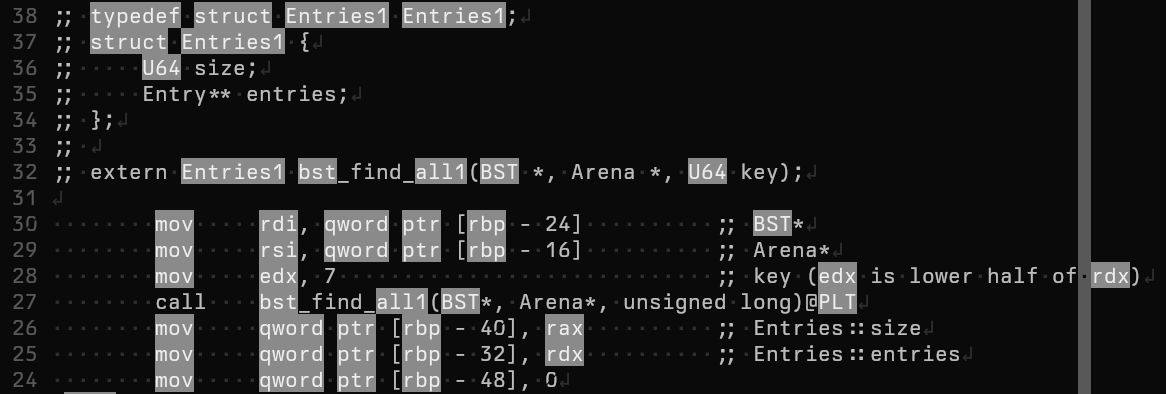 38 ;; typedef struct Entries1 Entries1;
37 ;; struct Entries1 {
36 ;;     U64 size;
35 ;;     Entry** entries;
34 ;; };
33 ;;
32 ;; extern Entries1 bst_find_all1(BST *, Arena *, U64 key);
31
30         mov     rdi, qword ptr [rbp - 24]           ;; BST*
29         mov     rsi, qword ptr [rbp - 16]           ;; Arena*
28         mov     edx, 7                              ;; key (edx is lower half of rdx)
27         call    bst_find_all1(BST*, Arena*, unsigned long)@PLT
26         mov     qword ptr [rbp - 40], rax           ;; Entries::size
25         mov     qword ptr [rbp - 32], rdx           ;; Entries::entries
24         mov     qword ptr [rbp - 48], 0